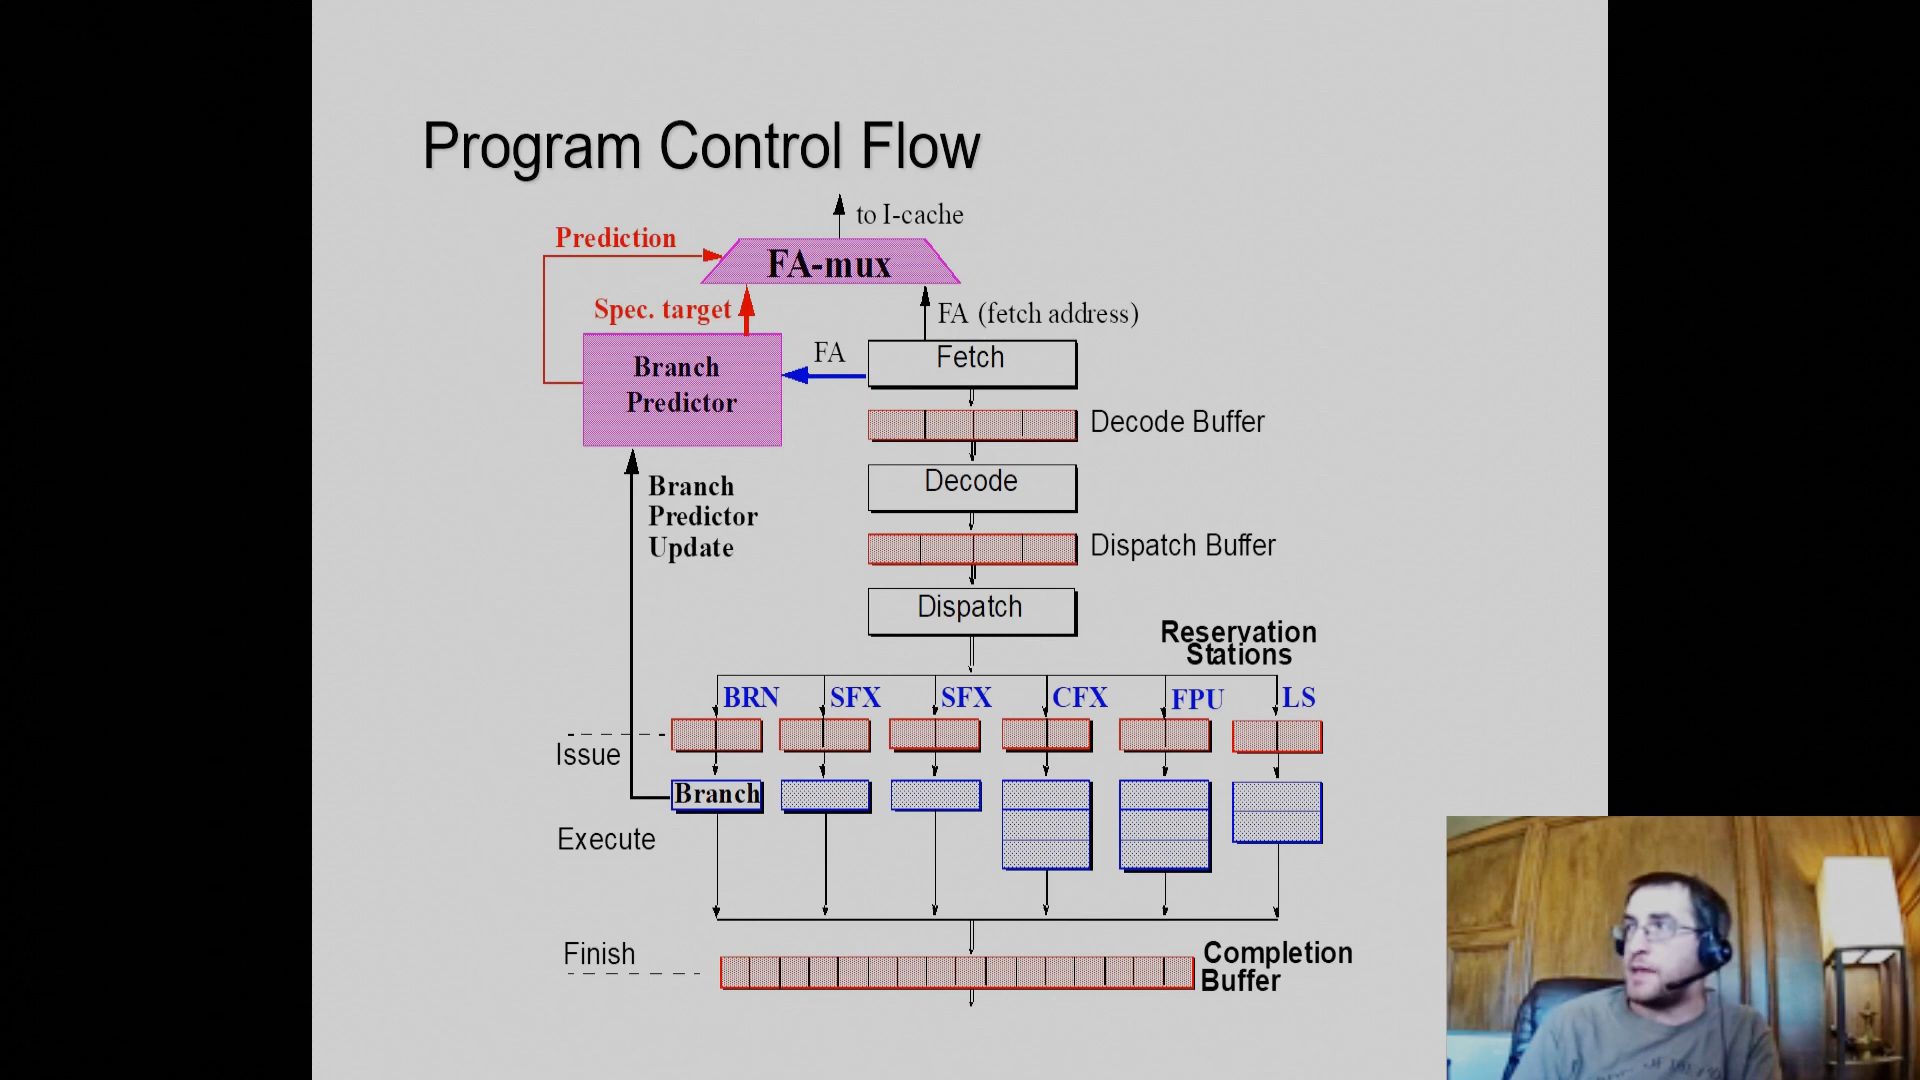 Program Control Flow
to I-cache
Prediction
FA-mux
Spec. target
FA (fetch address)
FA
Fetch
Branch
Predictor
Decode Buffer
Decode
Branch
Predictor
Update
Dispatch Buffer
Dispatch
Reservation
Stations
BRN
SFX
SFX
CFX
FPU
LS
Issue
Branch
Execute
Finish
Completion
Buffer